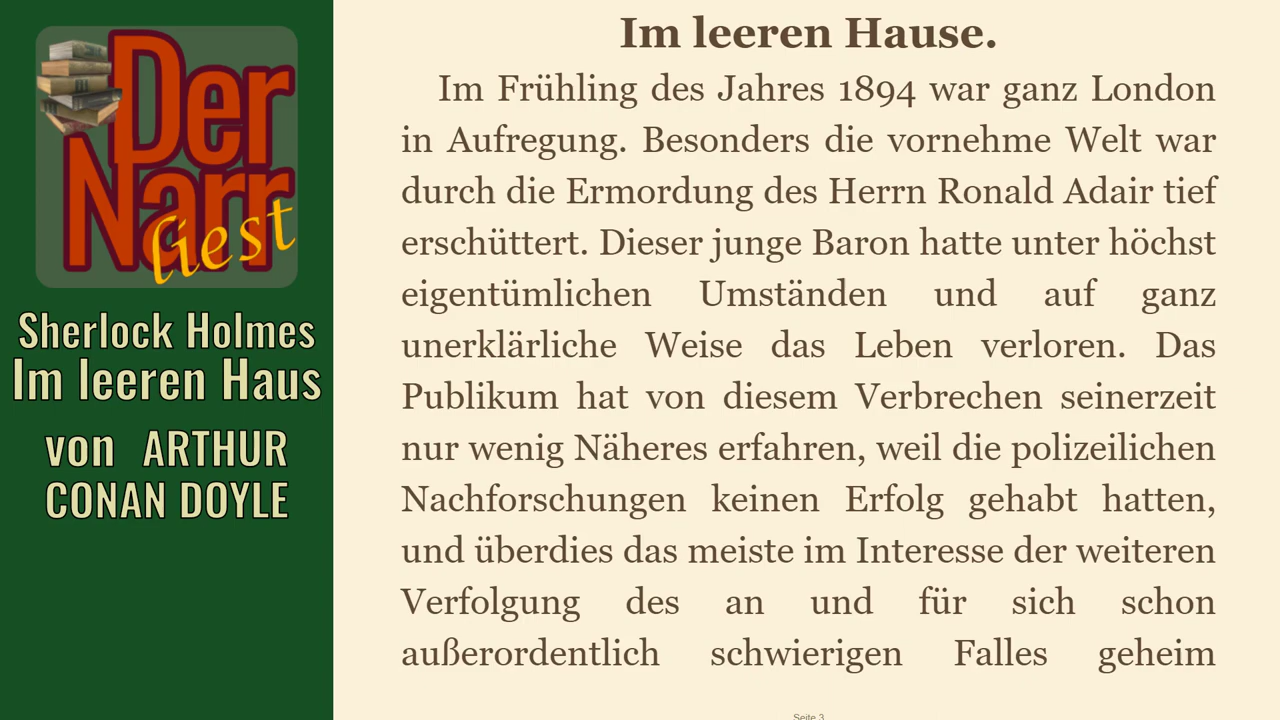 Der
Narr
liest
Sherlock Holmes
Im leeren Haus
von ARTHUR
CONAN DOYLE
Im leeren Hause.
Im Frühling des Jahres 1894 war ganz London
in Aufregung. Besonders die vornehme Welt war
durch die Ermordung des Herrn Ronald Adair tief
erschüttert. Dieser junge Baron hatte unter höchst
eigentümlichen Umständen und auf ganz
unerklärliche Weise das Leben verloren. Das
Publikum hat von diesem Verbrechen seinerzeit
nur wenig Näheres erfahren, weil die polizeilichen
Nachforschungen keinen Erfolg gehabt hatten,
und überdies das meiste im Interesse der weiteren
Verfolgung des an und für sich schon
außerordentlich schwierigen Falles geheim
Seite 3